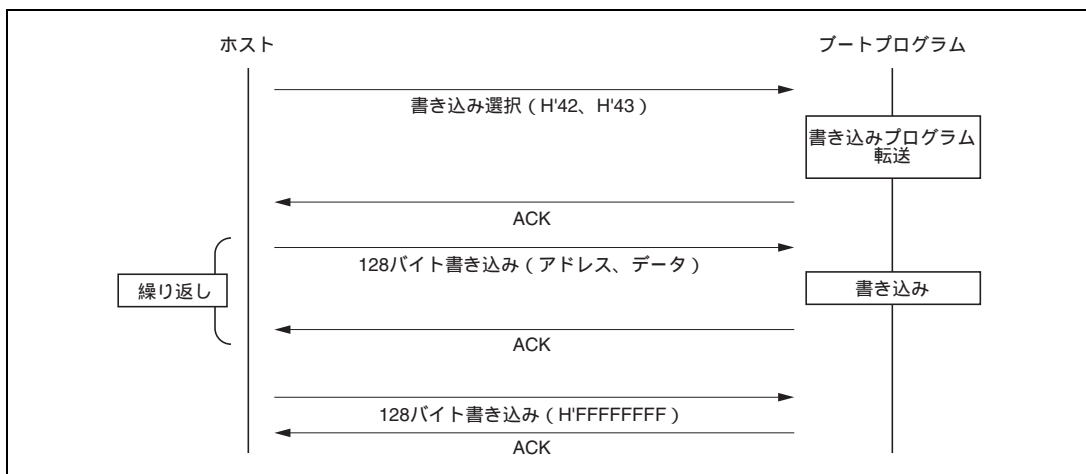 ホスト
ブートプログラム
書き込み選択（H'42、H'43）
書き込みプログラム
転送
ACK
128バイト書き込み（アドレス、データ）
繰り返し
書き込み
ACK
128バイト書き込み（H'FFFFFFFF）
ACK